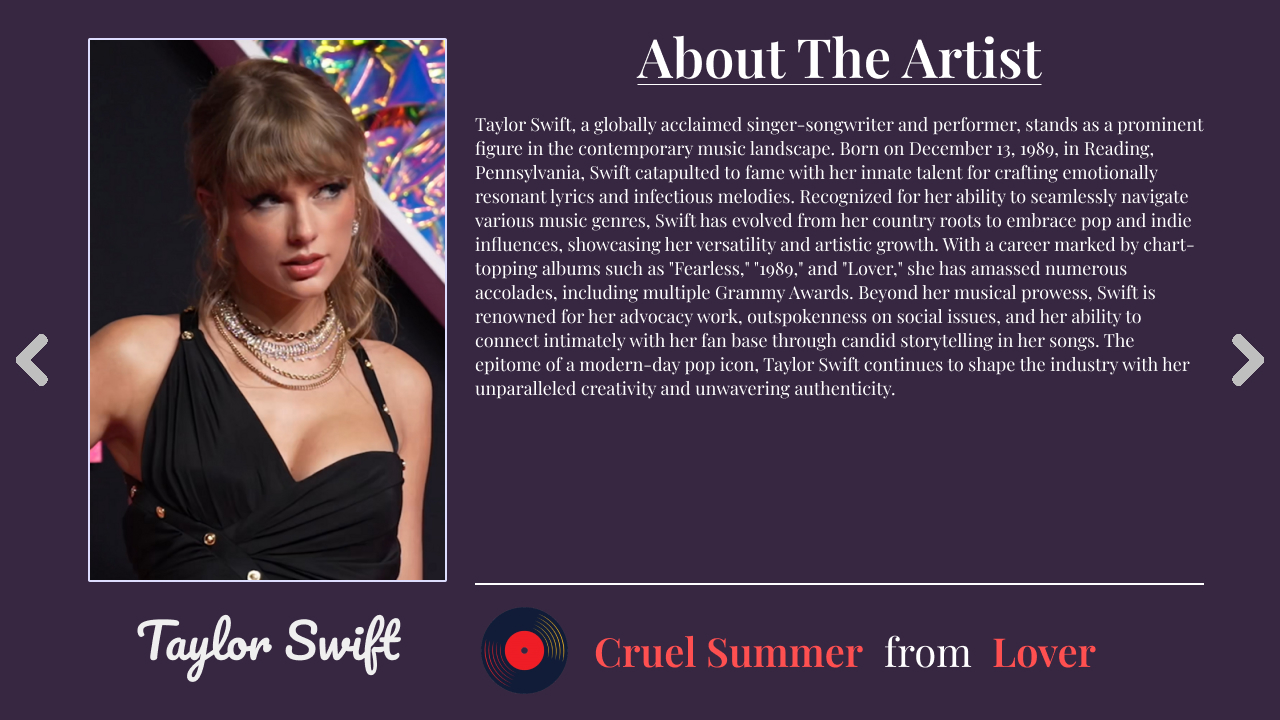 About The Artist
Taylor Swift, a globally acclaimed singer-songwriter and performer, stands as a prominent
figure in the contemporary music landscape. Born on December 13, 1989, in Reading,
Pennsylvania, Swift catapulted to fame with her innate talent for crafting emotionally
resonant lyrics and infectious melodies. Recognized for her ability to seamlessly navigate
various music genres, Swift has evolved from her country roots to embrace pop and indie
influences, showcasing her versatility and artistic growth. With a career marked by chart-
topping albums such as "Fearless," "1989," and "Lover," she has amassed numerous
accolades, including multiple Grammy Awards. Beyond her musical prowess, Swift is
renowned for her advocacy work, outspokenness on social issues, and her ability to
connect intimately with her fan base through candid storytelling in her songs. The
epitome of a modern-day pop icon, Taylor Swift continues to shape the industry with her
unparalleled creativity and unwavering authenticity.
Taylor Swift
Cruel Summer from Lover